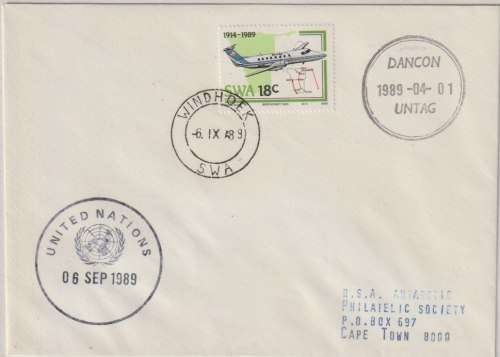 1914-1989
SWA 18c
DANCON
1989-04-01
UNTAG
WINDHOEK
-6. IX 89
SWA
UNITED NATIONS
06 SEP 1989
R.S.A. ANTARCTIC
PHILATELIC SOCIETY
P.O.BOX 697
CAPE TOWN 8000